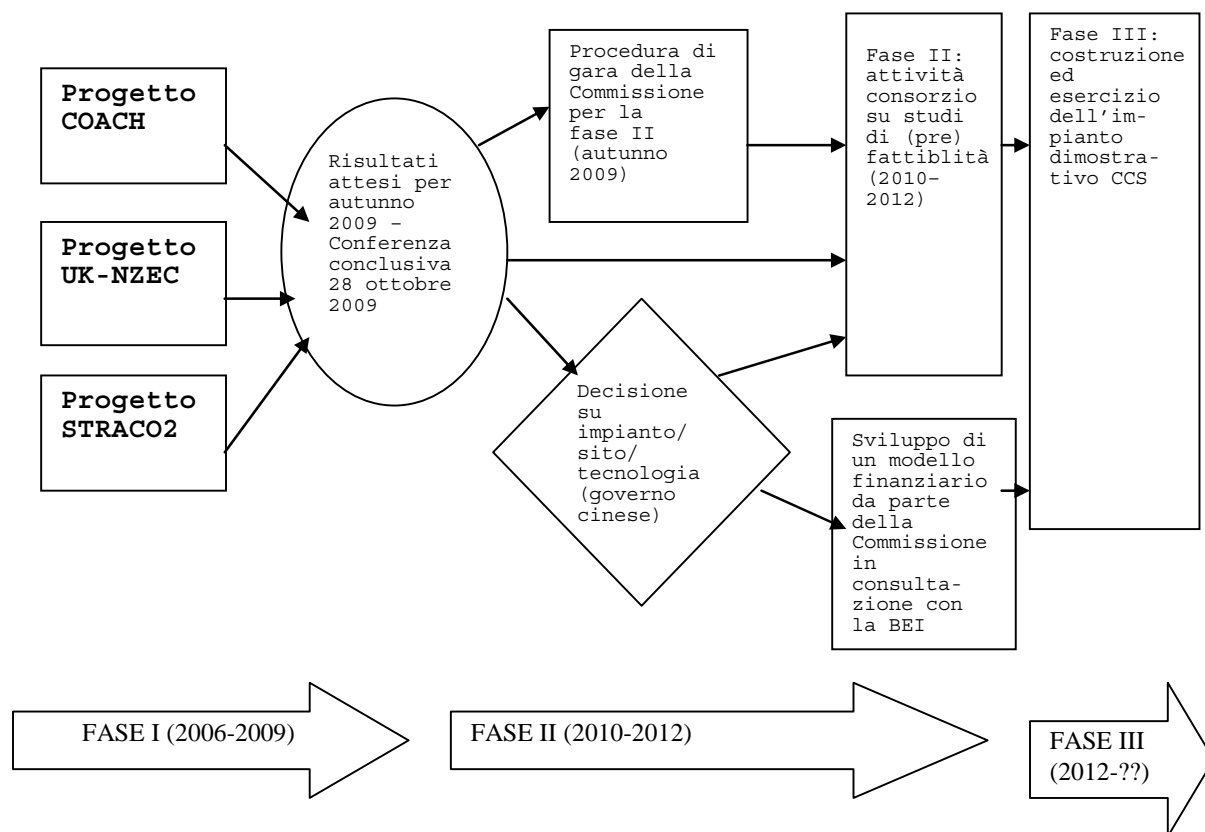 Progetto
COACH
Progetto
UK-NZEC
Progetto
STRACO2
Risultati
attesi per
autunno
2009 –
Conferenza
conclusiva
28 ottobre
2009
Procedura di
gara della
Commissione
per la
fase II
(autunno
2009)
Decisione
su
impianto/
sito/
tecnologia
(governo
cinese)
Fase II:
attività
consorzio
su studi
di (pre)
fattiblità
(2010–
2012)
Sviluppo di
un modello
finanziario
da parte
della
Commissione
in
consulta-
zione con
la BEI
Fase III:
costruzione
ed
esercizio
dell'im-
pianto
dimostra-
tivo CCS
FASE I (2006-2009)
FASE II (2010-2012)
FASE III
(2012-??)